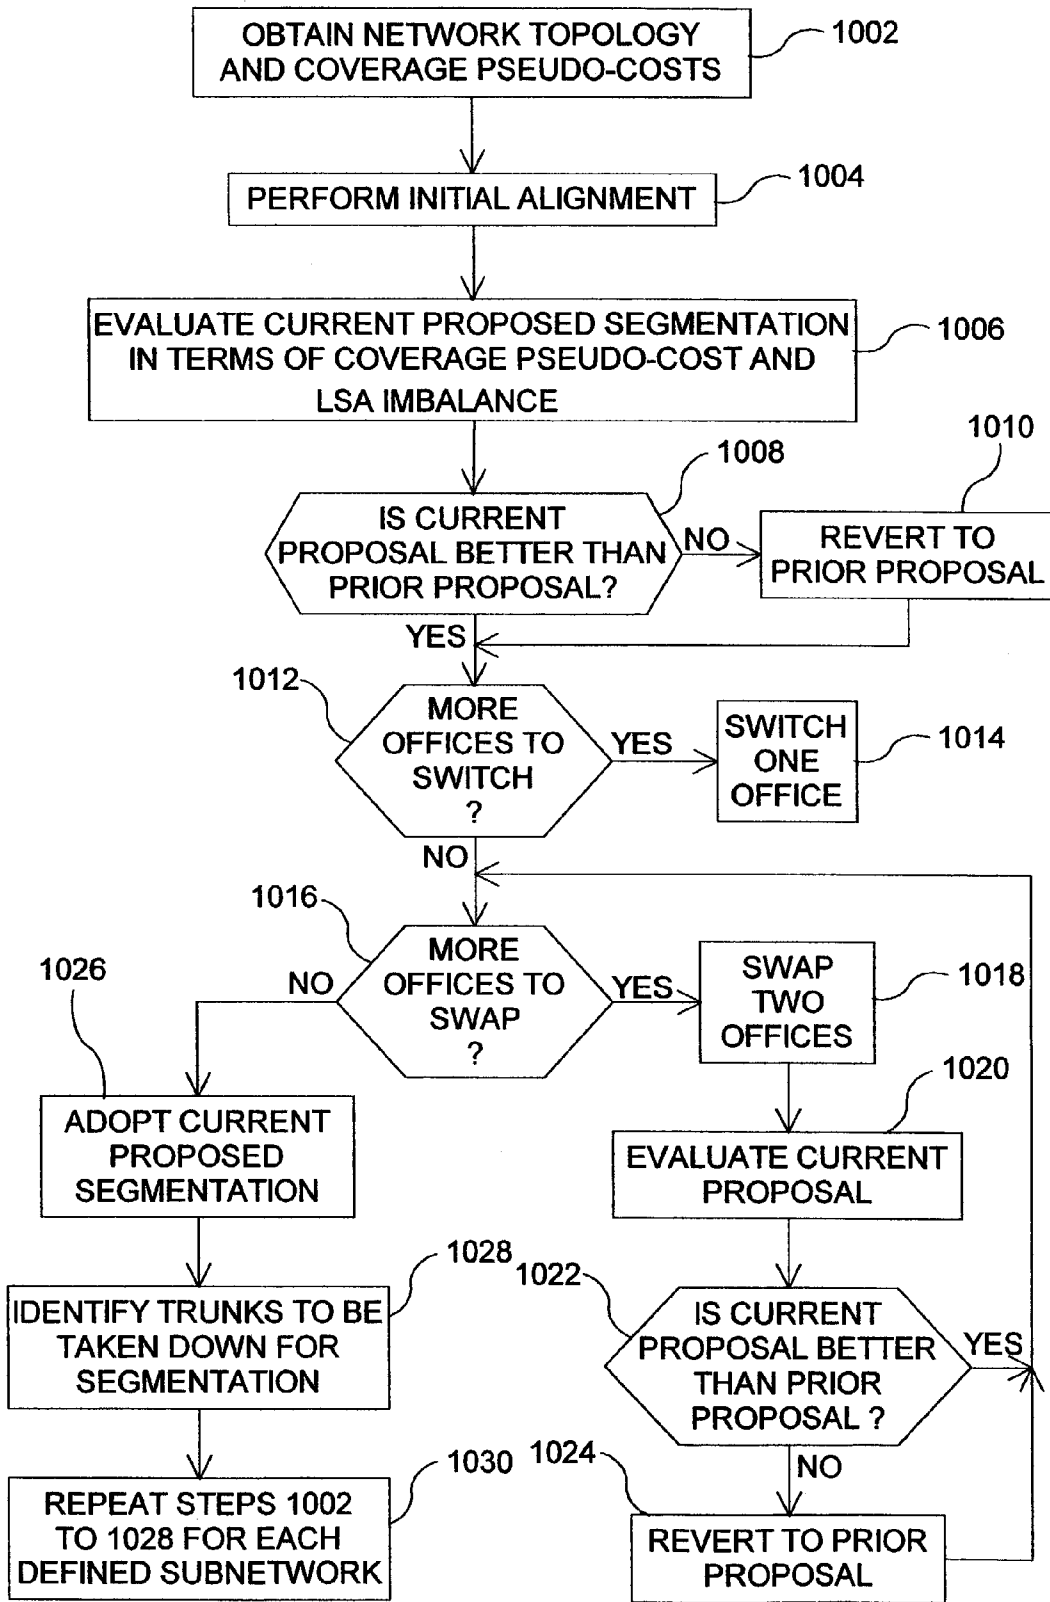 OBTAIN NETWORK TOPOLOGY
AND COVERAGE PSEUDO-COSTS
1002
PERFORM INITIAL ALIGNMENT
1004
EVALUATE CURRENT PROPOSED SEGMENTATION
IN TERMS OF COVERAGE PSEUDO-COST AND
LSA IMBALANCE
1006
IS CURRENT
PROPOSAL BETTER THAN
PRIOR PROPOSAL?
1008
NO
REVERT TO
PRIOR PROPOSAL
1010
YES
MORE
OFFICES TO
SWITCH
?
1012
YES
SWITCH
ONE
OFFICE
1014
NO
MORE
OFFICES TO
SWAP
?
1016
NO
YES
SWAP
TWO
OFFICES
1018
EVALUATE CURRENT
PROPOSAL
1020
IS CURRENT
PROPOSAL BETTER
THAN PRIOR
PROPOSAL ?
1022
YES
NO
REVERT TO PRIOR
PROPOSAL
1024
1026
ADOPT CURRENT
PROPOSED
SEGMENTATION
IDENTIFY TRUNKS TO BE
TAKEN DOWN FOR
SEGMENTATION
1028
REPEAT STEPS 1002
TO 1028 FOR EACH
DEFINED SUBNETWORK
1030